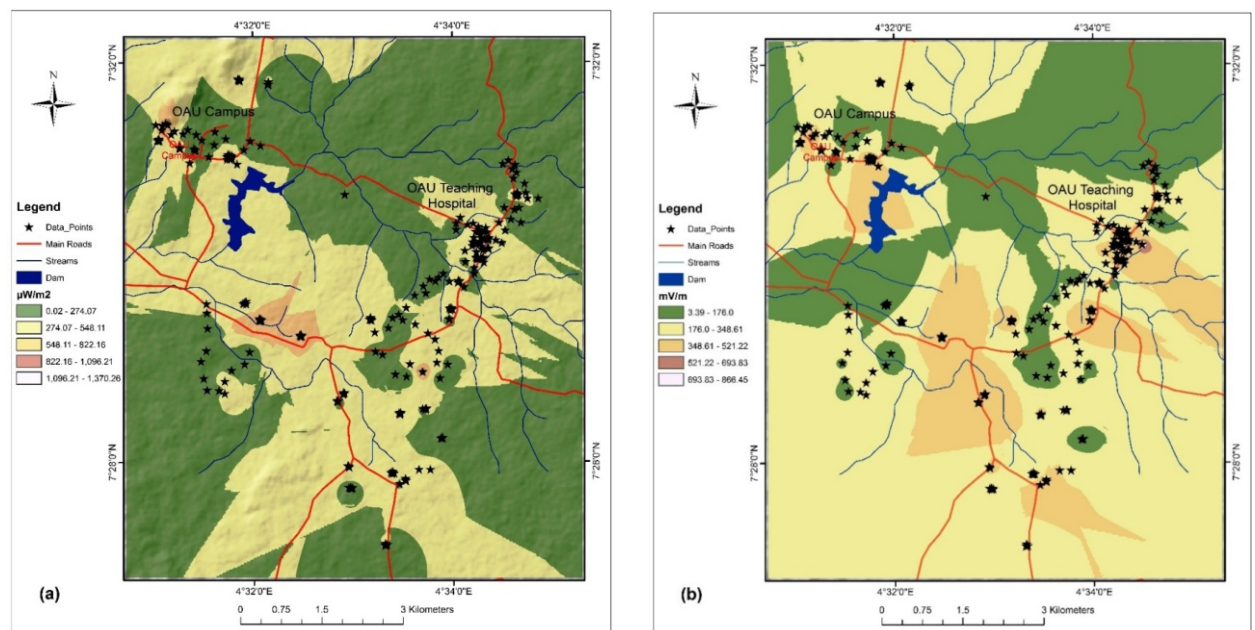 4°32'0"E
4°34'0"E
7°32'0"N
7°32'0"N
N
OAU Campus
OAU
Campus
OAU Teaching
Hospital
Legend
Data_Points
Main Roads
Streams
Dam
µW/m2
0.02 - 274.07
274.07 - 548.11
548.11 - 822.16
822.16 - 1,096.21
1,096.21 - 1,370.26
7°28'0"N
7°28'0"N
(a)
4°32'0"E
4°34'0"E
0 0.75 1.5 3 Kilometers
4°32'0"E
4°34'0"E
7°32'0"N
7°32'0"N
N
OAU Campus
OAU
Campus
OAU Teaching
Hospital
Legend
Data_Points
Main Roads
Streams
Dam
mV/m
3.39 - 176.0
176.0 - 348.61
348.61 - 521.22
521.22 - 693.83
693.83 - 866.45
7°28'0"N
7°28'0"N
(b)
4°32'0"E
4°34'0"E
0 0.75 1.5 3 Kilometers